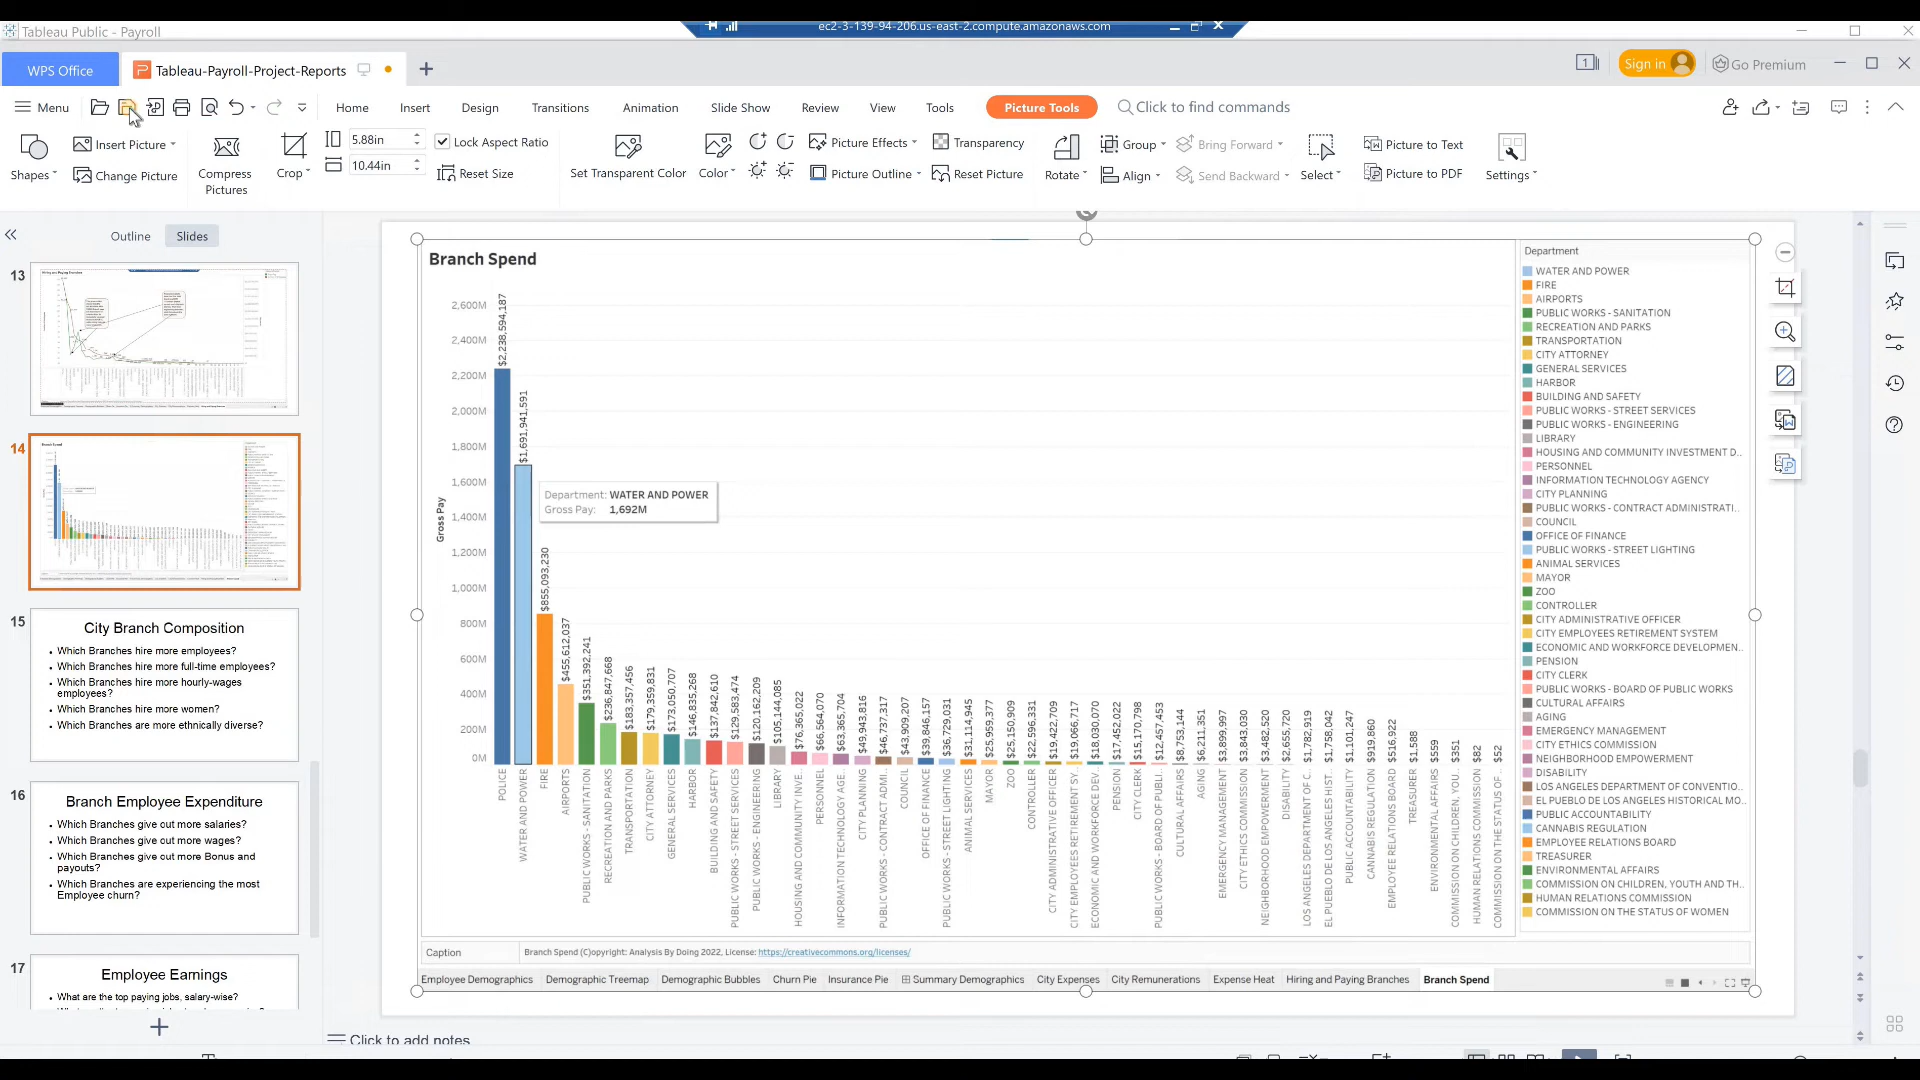 Tableau Public - Payroll
ec2-3-139-94-206.us-east-2.compute.amazonaws.com
WPS Office
Tableau-Payroll-Project-Reports
1
Sign in
Go Premium
Menu
Home
Insert
Design
Transitions
Animation
Slide Show
Review
View
Tools
Picture Tools
Click to find commands
Shapes
Insert Picture
Change Picture
Compress
Pictures
Crop
5.88in
10.44in
Lock Aspect Ratio
Reset Size
Set Transparent Color
Color
Picture Effects
Picture Outline
Transparency
Reset Picture
Rotate
Group
Align
Bring Forward
Send Backward
Select
Picture to Text
Picture to PDF
Settings
Outline
Slides
13
14
15
City Branch Composition
• Which Branches hire more employees?
• Which Branches hire more full-time employees?
• Which Branches hire more hourly-wages
employees?
• Which Branches hire more women?
• Which Branches are more ethnically diverse?
16
Branch Employee Expenditure
• Which Branches give out more salaries?
• Which Branches give out more wages?
• Which Branches give out more Bonus and
payouts?
• Which Branches are experiencing the most
Employee churn?
17
Employee Earnings
• What are the top paying jobs, salary-wise?
Branch Spend
Gross Pay
2,600M
2,400M
2,200M
2,000M
1,800M
1,600M
1,400M
1,200M
1,000M
800M
600M
400M
200M
0M
$2,238,594,187
$1,691,941,591
$855,093,230
$455,612,037
$351,392,241
$236,847,668
$183,357,456
$179,359,831
$173,050,707
$146,835,268
$137,842,610
$129,583,474
$120,162,209
$105,144,085
$76,365,022
$66,564,070
$63,365,704
$49,943,816
$46,737,317
$43,909,207
$39,846,157
$36,729,031
$31,114,945
$25,959,377
$25,150,909
$22,596,331
$19,422,709
$19,066,717
$18,030,070
$17,452,022
$15,170,798
$12,457,453
$8,753,144
$6,211,351
$3,899,997
$3,843,030
$3,482,520
$2,655,720
$1,782,919
$1,758,042
$1,101,247
$919,860
$516,922
$1,588
$559
$351
$82
$52
Department: WATER AND POWER
Gross Pay: 1,692M
POLICE
WATER AND POWER
FIRE
AIRPORTS
PUBLIC WORKS - SANITATION
RECREATION AND PARKS
TRANSPORTATION
CITY ATTORNEY
GENERAL SERVICES
HARBOR
BUILDING AND SAFETY
PUBLIC WORKS - STREET SERVICES
PUBLIC WORKS - ENGINEERING
LIBRARY
HOUSING AND COMMUNITY INVE..
PERSONNEL
INFORMATION TECHNOLOGY AGE..
CITY PLANNING
PUBLIC WORKS - CONTRACT ADMI..
COUNCIL
OFFICE OF FINANCE
PUBLIC WORKS - STREET LIGHTING
ANIMAL SERVICES
MAYOR
ZOO
CONTROLLER
CITY ADMINISTRATIVE OFFICER
CITY EMPLOYEES RETIREMENT SY..
ECONOMIC AND WORKFORCE DEV..
PENSION
CITY CLERK
PUBLIC WORKS - BOARD OF PUBLI..
CULTURAL AFFAIRS
AGING
EMERGENCY MANAGEMENT
CITY ETHICS COMMISSION
NEIGHBORHOOD EMPOWERMENT
DISABILITY
LOS ANGELES DEPARTMENT OF C..
EL PUEBLO DE LOS ANGELES HIST..
PUBLIC ACCOUNTABILITY
CANNABIS REGULATION
EMPLOYEE RELATIONS BOARD
TREASURER
ENVIRONMENTAL AFFAIRS
COMMISSION ON CHILDREN, YOU..
HUMAN RELATIONS COMMISSION
COMMISSION ON THE STATUS OF ..
Department
WATER AND POWER
FIRE
AIRPORTS
PUBLIC WORKS - SANITATION
RECREATION AND PARKS
TRANSPORTATION
CITY ATTORNEY
GENERAL SERVICES
HARBOR
BUILDING AND SAFETY
PUBLIC WORKS - STREET SERVICES
PUBLIC WORKS - ENGINEERING
LIBRARY
HOUSING AND COMMUNITY INVESTMENT D..
PERSONNEL
INFORMATION TECHNOLOGY AGENCY
CITY PLANNING
PUBLIC WORKS - CONTRACT ADMINISTRATI..
COUNCIL
OFFICE OF FINANCE
PUBLIC WORKS - STREET LIGHTING
ANIMAL SERVICES
MAYOR
ZOO
CONTROLLER
CITY ADMINISTRATIVE OFFICER
CITY EMPLOYEES RETIREMENT SYSTEM
ECONOMIC AND WORKFORCE DEVELOPMEN..
PENSION
CITY CLERK
PUBLIC WORKS - BOARD OF PUBLIC WORKS
CULTURAL AFFAIRS
AGING
EMERGENCY MANAGEMENT
CITY ETHICS COMMISSION
NEIGHBORHOOD EMPOWERMENT
DISABILITY
LOS ANGELES DEPARTMENT OF CONVENTIO..
EL PUEBLO DE LOS ANGELES HISTORICAL MO..
PUBLIC ACCOUNTABILITY
CANNABIS REGULATION
EMPLOYEE RELATIONS BOARD
TREASURER
ENVIRONMENTAL AFFAIRS
COMMISSION ON CHILDREN, YOUTH AND TH..
HUMAN RELATIONS COMMISSION
COMMISSION ON THE STATUS OF WOMEN
Caption
Branch Spend (C)opyright: Analysis By Doing 2022, License: https://creativecommons.org/licenses/
Employee Demographics
Demographic Treemap
Demographic Bubbles
Churn Pie
Insurance Pie
Summary Demographics
City Expenses
City Remunerations
Expense Heat
Hiring and Paying Branches
Branch Spend
Click to add notes